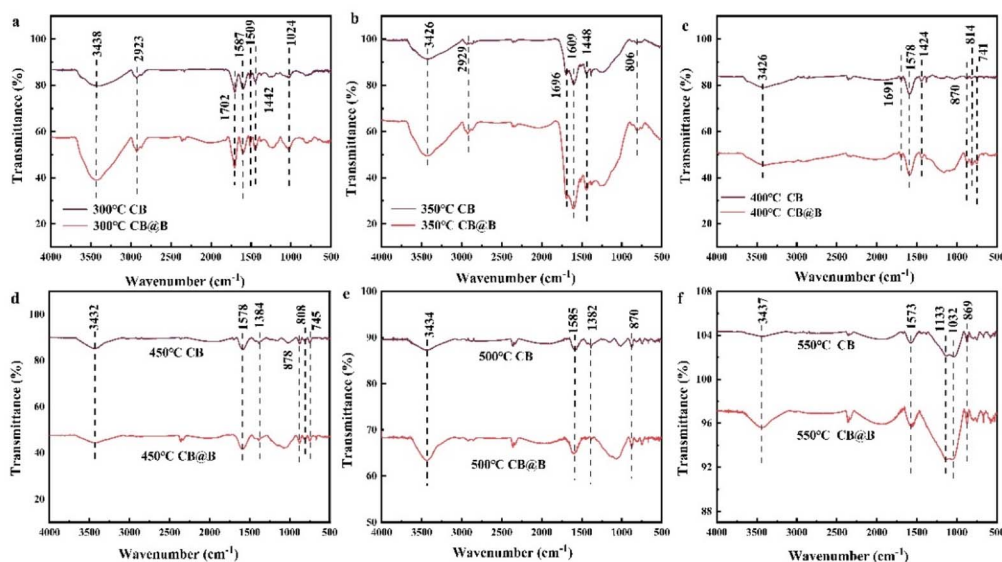 a
3438
2923
1702
1587
1509
1442
1024
300°C CB
300°C CB@B
Transmittance (%)
100
80
60
40
20
4000 3500 3000 2500 2000 1500 1000 500
Wavenumber (cm-1)
b
3426
2929
1696
1609
1448
806
350°C CB
350°C CB@B
Transmittance (%)
100
80
60
40
20
4000 3500 3000 2500 2000 1500 1000 500
Wavenumber (cm-1)
c
3426
1691
1578
1424
870
814
741
400°C CB
400°C CB@B
Transmittance (%)
100
80
60
40
20
4000 3500 3000 2500 2000 1500 1000 500
Wavenumber (cm-1)
d
3432
1578
1384
878
808
745
450°C CB
450°C CB@B
Transmittance (%)
100
80
60
40
20
4000 3500 3000 2500 2000 1500 1000 500
Wavenumber (cm-1)
e
3434
1585
1382
870
500°C CB
500°C CB@B
Transmittance (%)
100
90
80
70
60
50
4000 3500 3000 2500 2000 1500 1000 500
Wavenumber (cm-1)
f
3437
1573
1133
1032
869
550°C CB
550°C CB@B
Transmittance (%)
108
104
100
96
92
88
4000 3500 3000 2500 2000 1500 1000 500
Wavenumber (cm-1)